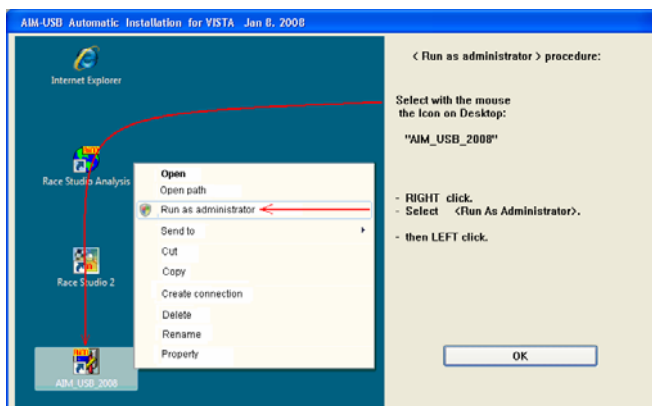 AIM-USB Automatic Installation for VISTA Jan 8, 2008
Internet Explorer
Race Studio Analysis
Race Studio 2
AIM_USB_2008
Open
Open path
Run as administrator
Send to
Cut
Copy
Create connection
Delete
Rename
Property
< Run as administrator > procedure:
Select with the mouse
the Icon on Desktop:
"AIM_USB_2008"
- RIGHT click.
- Select <Run As Administrator>.
- then LEFT click.
OK